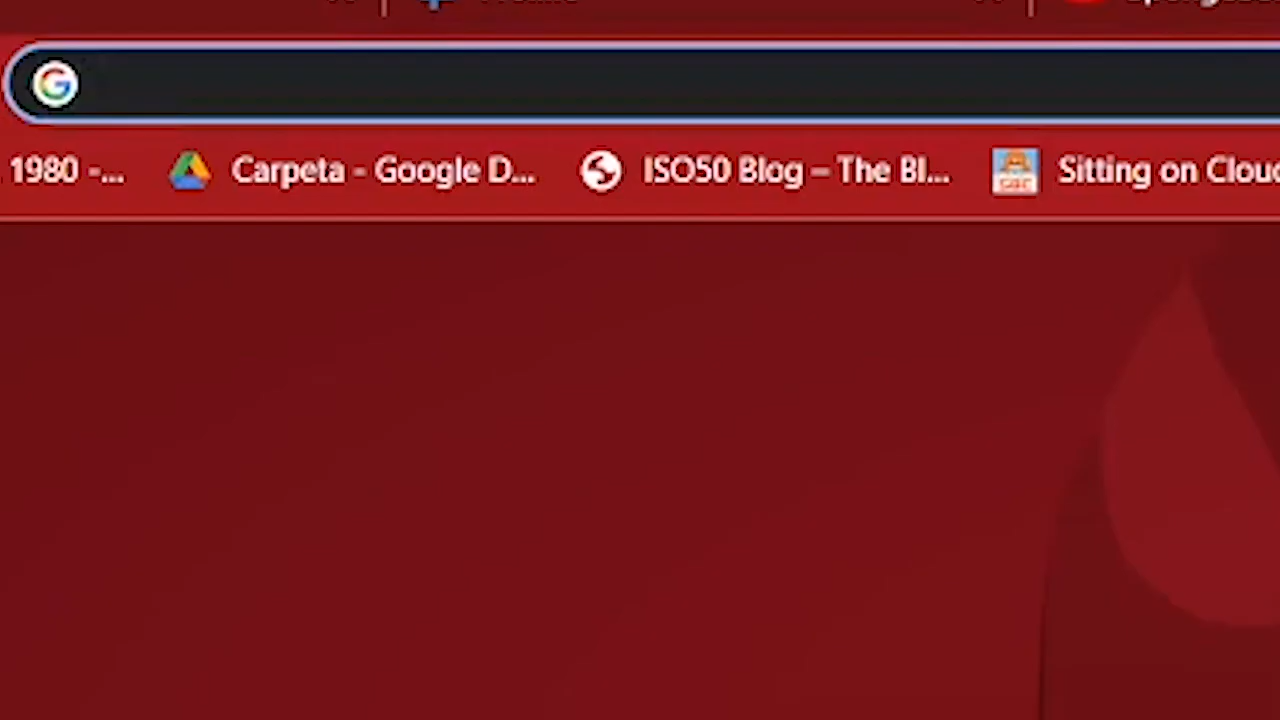 1980 -...
Carpeta - Google D...
ISO50 Blog – The Bl...
Sitting on Clou